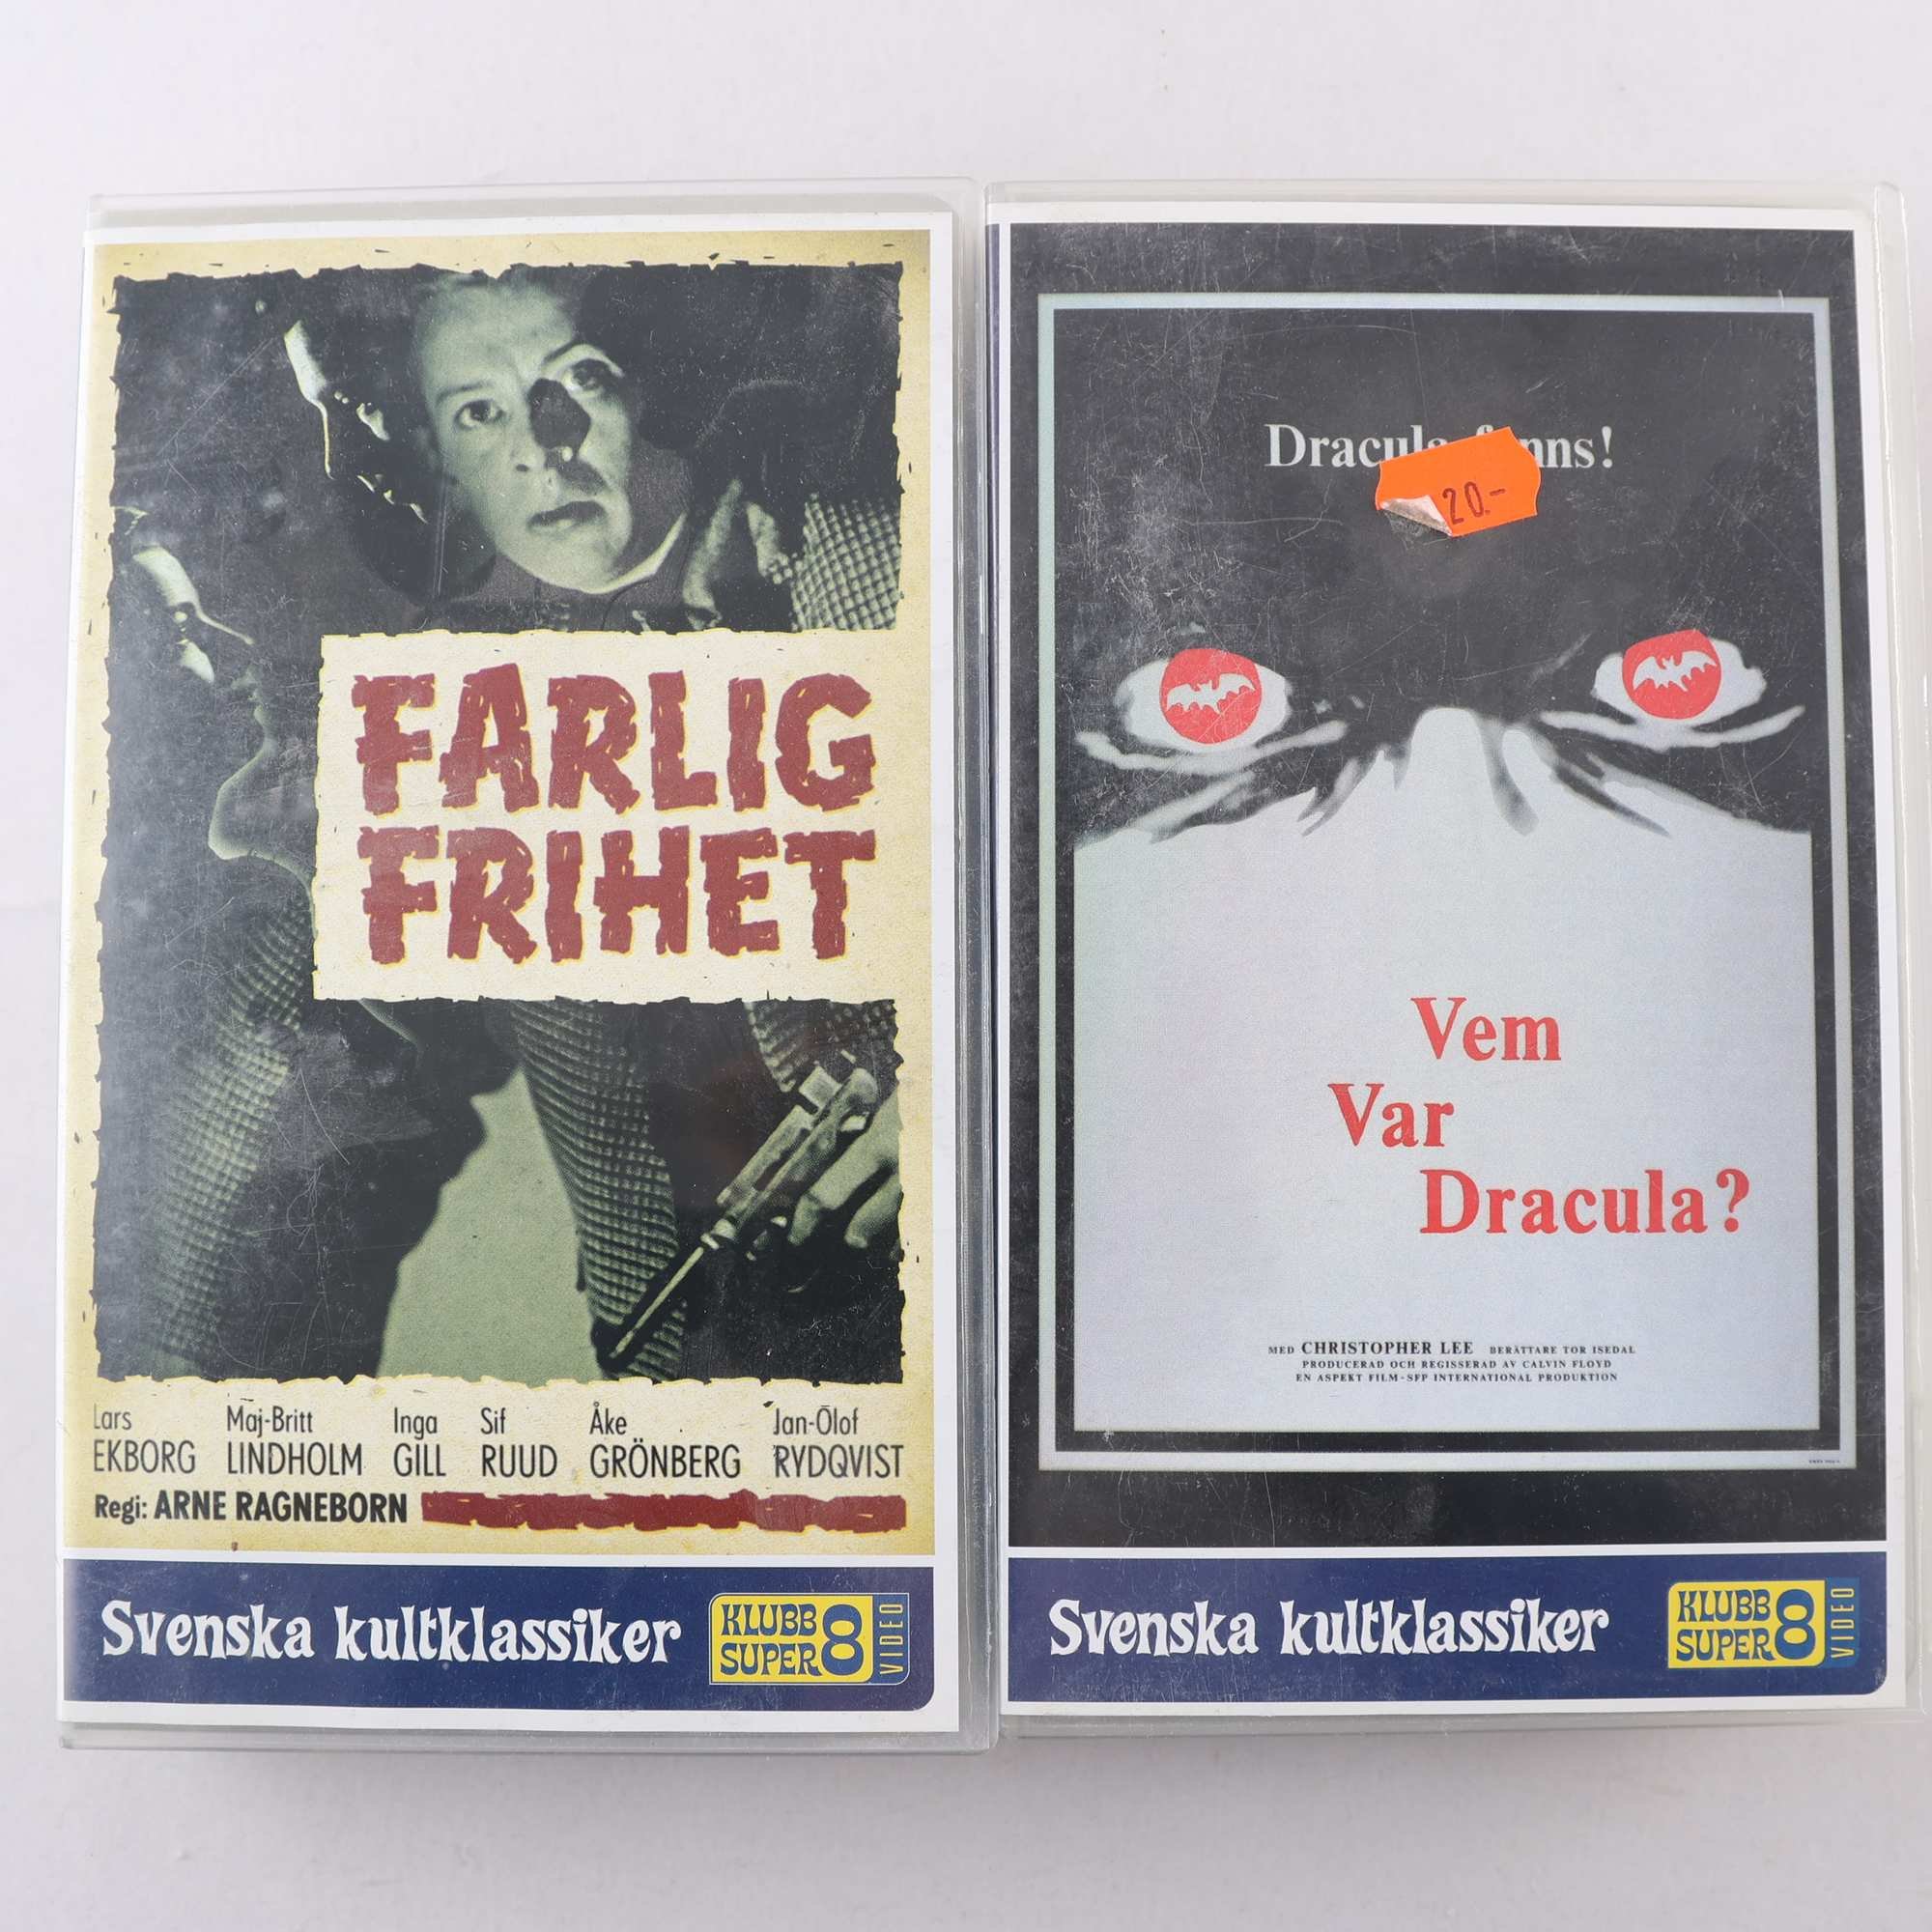 FARLIG
FRIHET
Lars
EKBORG
Maj-Britt
LINDHOLM
Inga
GILL
Sif
RUUD
Åke
GRÖNBERG
Jan-Olof
RYDQVIST
Regi: ARNE RAGNEBORN
Svenska kultklassiker
KLUBB
SUPER
8
VIDEO
Dracula fanns!
20.-
Vem
Var
Dracula?
MED CHRISTOPHER LEE BERÄTTARE TOR ISEDAL
PRODUCERAD OCH REGISSERAD AV CALVIN FLOYD
EN ASPEKT FILM-SFP INTERNATIONAL PRODUKTION
Svenska kultklassiker
KLUBB
SUPER
8
VIDEO